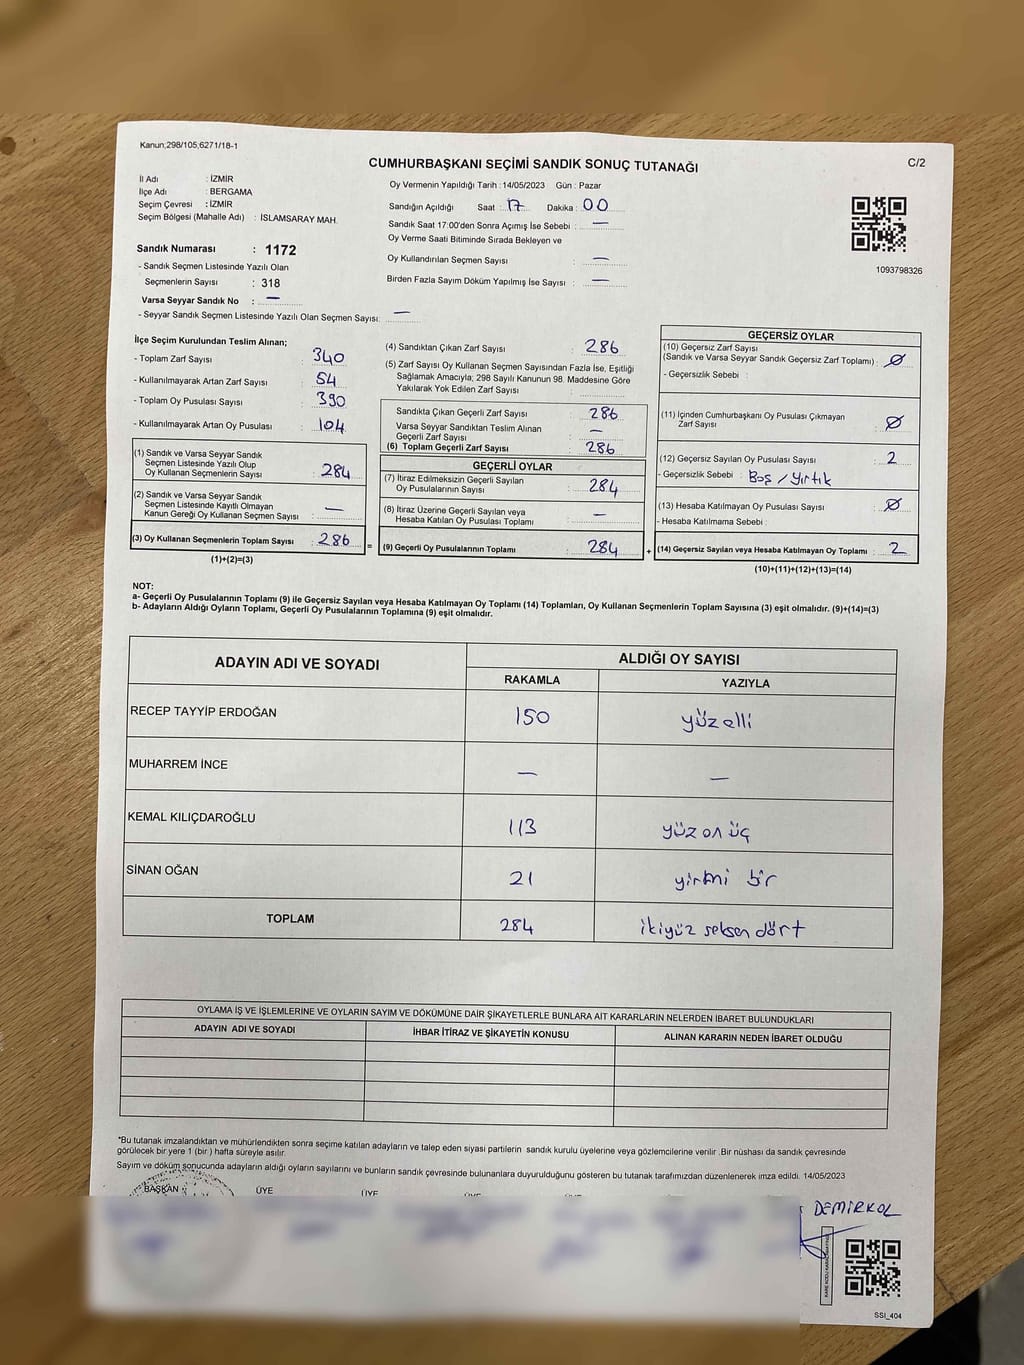 Kanun;298/105,6271/18-1
CUMHURBAŞKANI SEÇİMİ SANDIK SONUÇ TUTANAĞI
C/2
İl Adı : İZMİR
İlçe Adı : BERGAMA
Seçim Çevresi : İZMİR
Seçim Bölgesi (Mahalle Adı) : İSLAMSARAY MAH.
Sandık Numarası : 1172
- Sandık Seçmen Listesinde Yazılı Olan
Seçmenlerin Sayısı : 318
Varsa Seyyar Sandık No : —
- Seyyar Sandık Seçmen Listesinde Yazılı Olan Seçmen Sayısı: —
Oy Vermenin Yapıldığı Tarih : 14/05/2023 Gün : Pazar
Sandığın Açıldığı Saat : 17 Dakika : 00
Sandık Saat 17:00'den Sonra Açımış İse Sebebi : —
Oy Verme Saati Bitiminde Sırada Bekleyen ve
Oy Kullandırılan Seçmen Sayısı : —
Birden Fazla Sayım Döküm Yapılmış İse Sayısı : —
1093798326
İlçe Seçim Kurulundan Teslim Alınan;
- Toplam Zarf Sayısı : 340
- Kullanılmayarak Artan Zarf Sayısı : 54
- Toplam Oy Pusulası Sayısı : 390
- Kullanılmayarak Artan Oy Pusulası : 104
(1) Sandık ve Varsa Seyyar Sandık
Seçmen Listesinde Yazılı Olup
Oy Kullanan Seçmenlerin Sayısı : 284
(2) Sandık ve Varsa Seyyar Sandık
Seçmen Listesinde Kayıtlı Olmayan
Kanun Gereği Oy Kullanan Seçmen Sayısı : —
(3) Oy Kullanan Seçmenlerin Toplam Sayısı : 286
(1)+(2)=(3)
(4) Sandıktan Çıkan Zarf Sayısı : 286
(5) Zarf Sayısı Oy Kullanan Seçmen Sayısından Fazla İse, Eşitliği
Sağlamak Amacıyla; 298 Sayılı Kanunun 98. Maddesine Göre
Yakılarak Yok Edilen Zarf Sayısı :
Sandıkta Çıkan Geçerli Zarf Sayısı : 286
Varsa Seyyar Sandıktan Teslim Alınan
Geçerli Zarf Sayısı : —
(6) Toplam Geçerli Zarf Sayısı : 286
GEÇERLİ OYLAR
(7) İtiraz Edilmeksizin Geçerli Sayılan
Oy Pusulalarının Sayısı : 284
(8) İtiraz Üzerine Geçerli Sayılan veya
Hesaba Katılan Oy Pusulası Toplamı : —
= (9) Geçerli Oy Pusulalarının Toplamı : 284
GEÇERSİZ OYLAR
(10) Geçersiz Zarf Sayısı
(Sandık ve Varsa Seyyar Sandık Geçersiz Zarf Toplamı) : Ø
- Geçersizlik Sebebi :
(11) İçinden Cumhurbaşkanı Oy Pusulası Çıkmayan
Zarf Sayısı : Ø
(12) Geçersiz Sayılan Oy Pusulası Sayısı : 2
- Geçersizlik Sebebi : Boş / yırtık
(13) Hesaba Katılmayan Oy Pusulası Sayısı : Ø
- Hesaba Katılmama Sebebi :
+ (14) Geçersiz Sayılan veya Hesaba Katılmayan Oy Toplamı : 2
(10)+(11)+(12)+(13)=(14)
NOT:
a- Geçerli Oy Pusulalarının Toplamı (9) ile Geçersiz Sayılan veya Hesaba Katılmayan Oy Toplamı (14) Toplamları, Oy Kullanan Seçmenlerin Toplam Sayısına (3) eşit olmalıdır. (9)+(14)=(3)
b- Adayların Aldığı Oyların Toplamı, Geçerli Oy Pusulalarının Toplamına (9) eşit olmalıdır.
ADAYIN ADI VE SOYADI
ALDIĞI OY SAYISI
RAKAMLA YAZIYLA
RECEP TAYYİP ERDOĞAN 150 yüz elli
MUHARREM İNCE — —
KEMAL KILIÇDAROĞLU 113 yüz on üç
SİNAN OĞAN 21 yirmi bir
TOPLAM 284 ikiyüz seksen dört
OYLAMA İŞ VE İŞLEMLERİNE VE OYLARIN SAYIM VE DÖKÜMÜNE DAİR ŞİKAYETLERLE BUNLARA AİT KARARLARIN NELERDEN İBARET BULUNDUKLARI
ADAYIN ADI VE SOYADI İHBAR İTİRAZ VE ŞİKAYETİN KONUSU ALINAN KARARIN NEDEN İBARET OLDUĞU
*Bu tutanak imzalandıktan ve mühürlendikten sonra seçime katılan adayların ve talep eden siyasi partilerin sandık kurulu üyelerine veya gözlemcilerine verilir .Bir nüshası da sandık çevresinde
görülecek bir yere 1 (bir ) hafta süreyle asılır.
Sayım ve döküm sonucunda adayların aldığı oyların sayılarını ve bunların sandık çevresinde bulunanlara duyurulduğunu gösteren bu tutanak tarafımızdan düzenlenerek imza edildi. 14/05/2023
BAŞKAN ÜYE ÜYE ÜYE ÜYE
DEMİRKOL
SSI_404